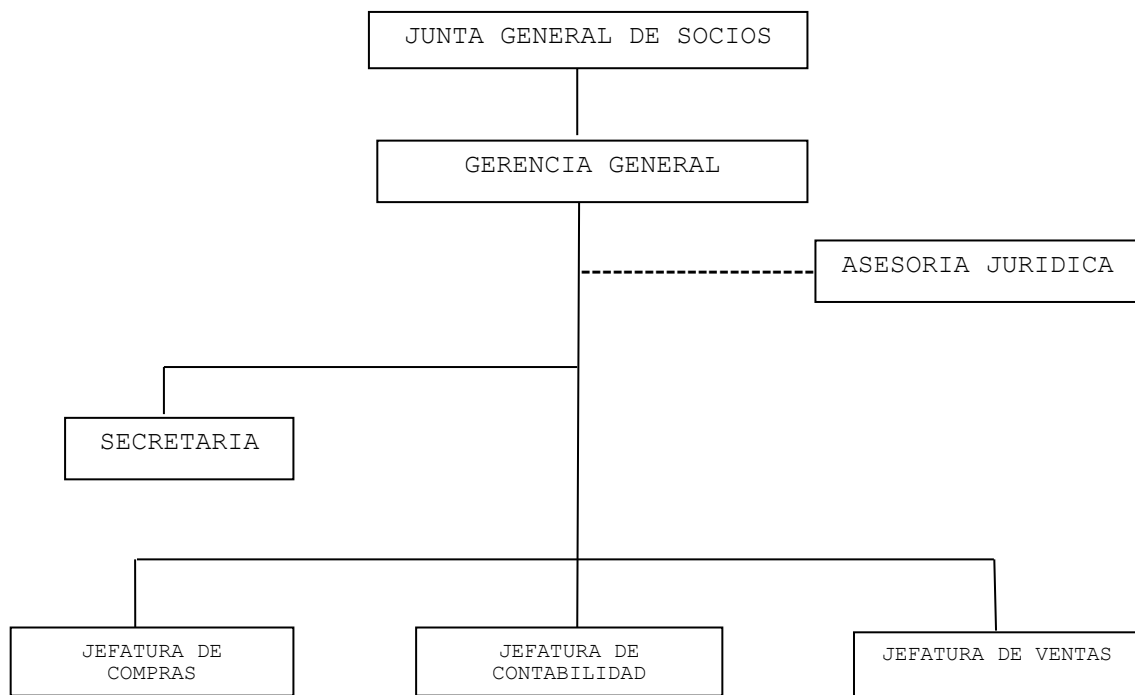 JUNTA GENERAL DE SOCIOS
GERENCIA GENERAL
ASESORIA JURIDICA
SECRETARIA
JEFATURA DE
COMPRAS
JEFATURA DE
CONTABILIDAD
JEFATURA DE VENTAS